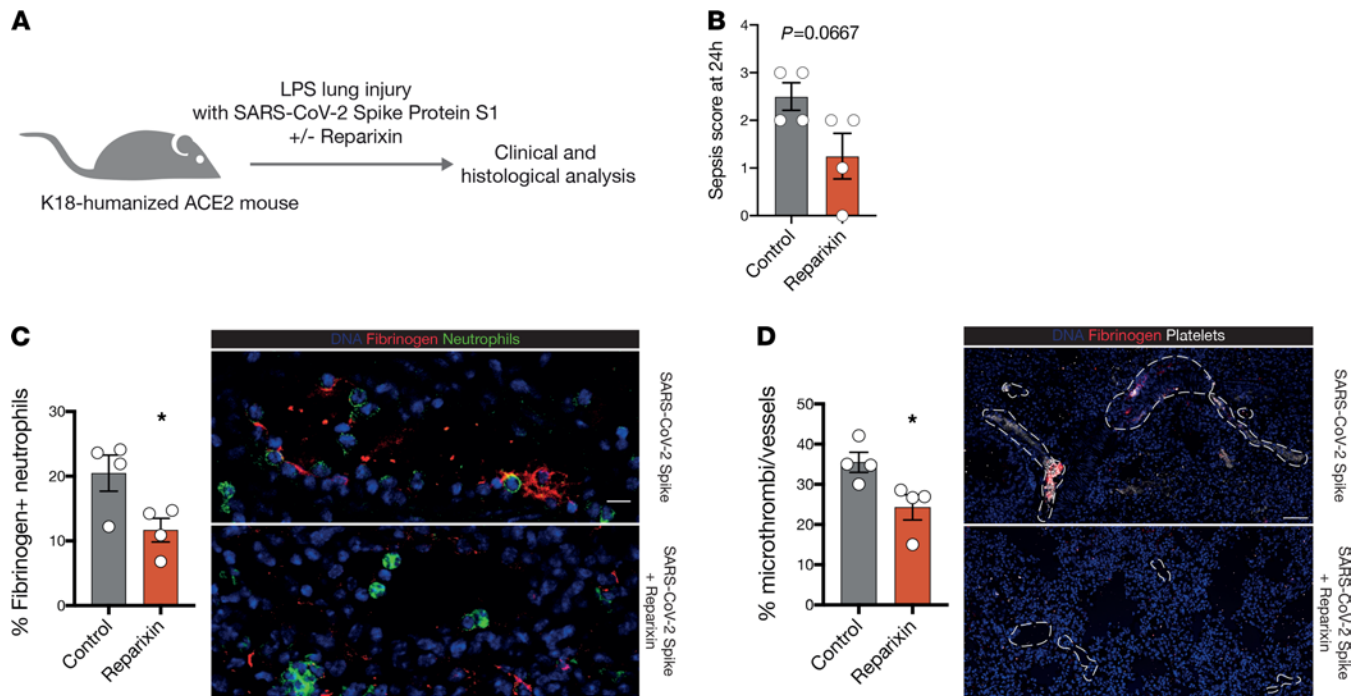 A
LPS lung injury
with SARS-CoV-2 Spike Protein S1
+/- Reparixin
Clinical and
histological analysis
K18-humanized ACE2 mouse
B
P=0.0667
Sepsis score at 24h
4
3
2
1
0
Control
Reparixin
C
% Fibrinogen+ neutrophils
30
20
10
0
*
Control
Reparixin
DNA Fibrinogen Neutrophils
SARS-CoV-2 Spike
SARS-CoV-2 Spike
+ Reparixin
D
% microthrombi/vessels
50
40
30
20
10
0
*
Control
Reparixin
DNA Fibrinogen Platelets
SARS-CoV-2 Spike
SARS-CoV-2 Spike
+ Reparixin